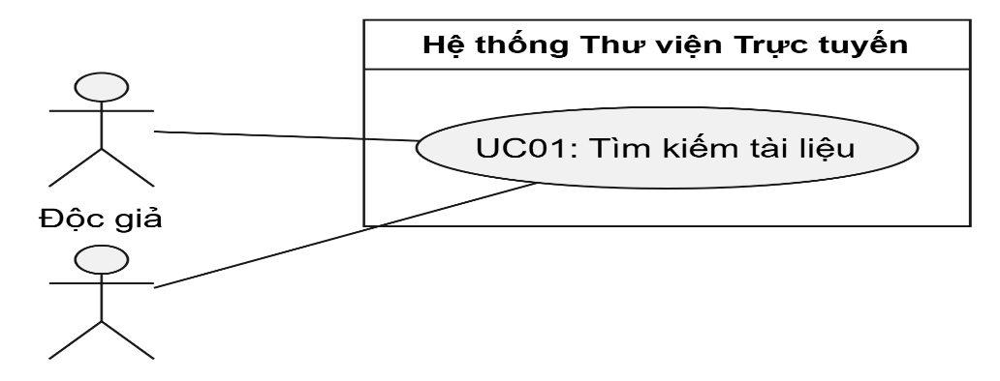 Hệ thống Thư viện Trực tuyến
UC01: Tìm kiếm tài liệu
Độc giả